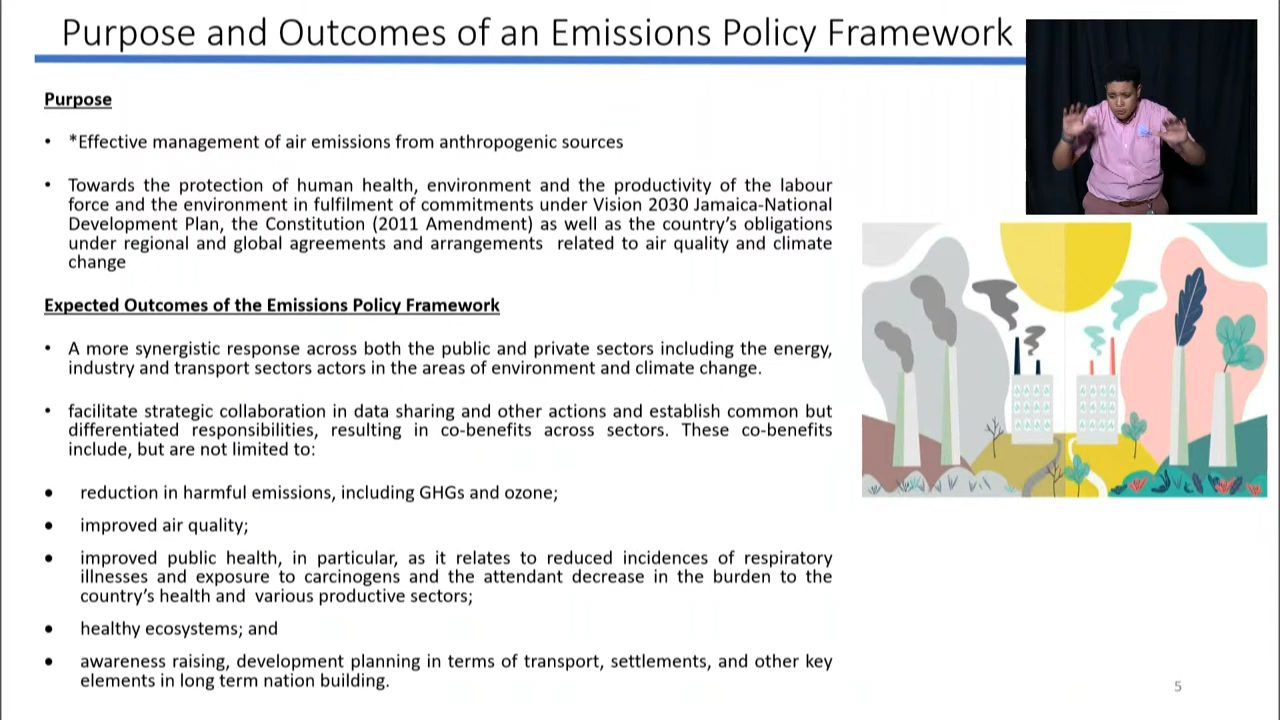 Purpose and Outcomes of an Emissions Policy Framework
Purpose
• *Effective management of air emissions from anthropogenic sources
• Towards the protection of human health, environment and the productivity of the labour
force and the environment in fulfilment of commitments under Vision 2030 Jamaica-National
Development Plan, the Constitution (2011 Amendment) as well as the country's obligations
under regional and global agreements and arrangements related to air quality and climate
change
Expected Outcomes of the Emissions Policy Framework
• A more synergistic response across both the public and private sectors including the energy,
industry and transport sectors actors in the areas of environment and climate change.
• facilitate strategic collaboration in data sharing and other actions and establish common but
differentiated responsibilities, resulting in co-benefits across sectors. These co-benefits
include, but are not limited to:
• reduction in harmful emissions, including GHGs and ozone;
• improved air quality;
• improved public health, in particular, as it relates to reduced incidences of respiratory
illnesses and exposure to carcinogens and the attendant decrease in the burden to the
country's health and various productive sectors;
• healthy ecosystems; and
• awareness raising, development planning in terms of transport, settlements, and other key
elements in long term nation building.
5